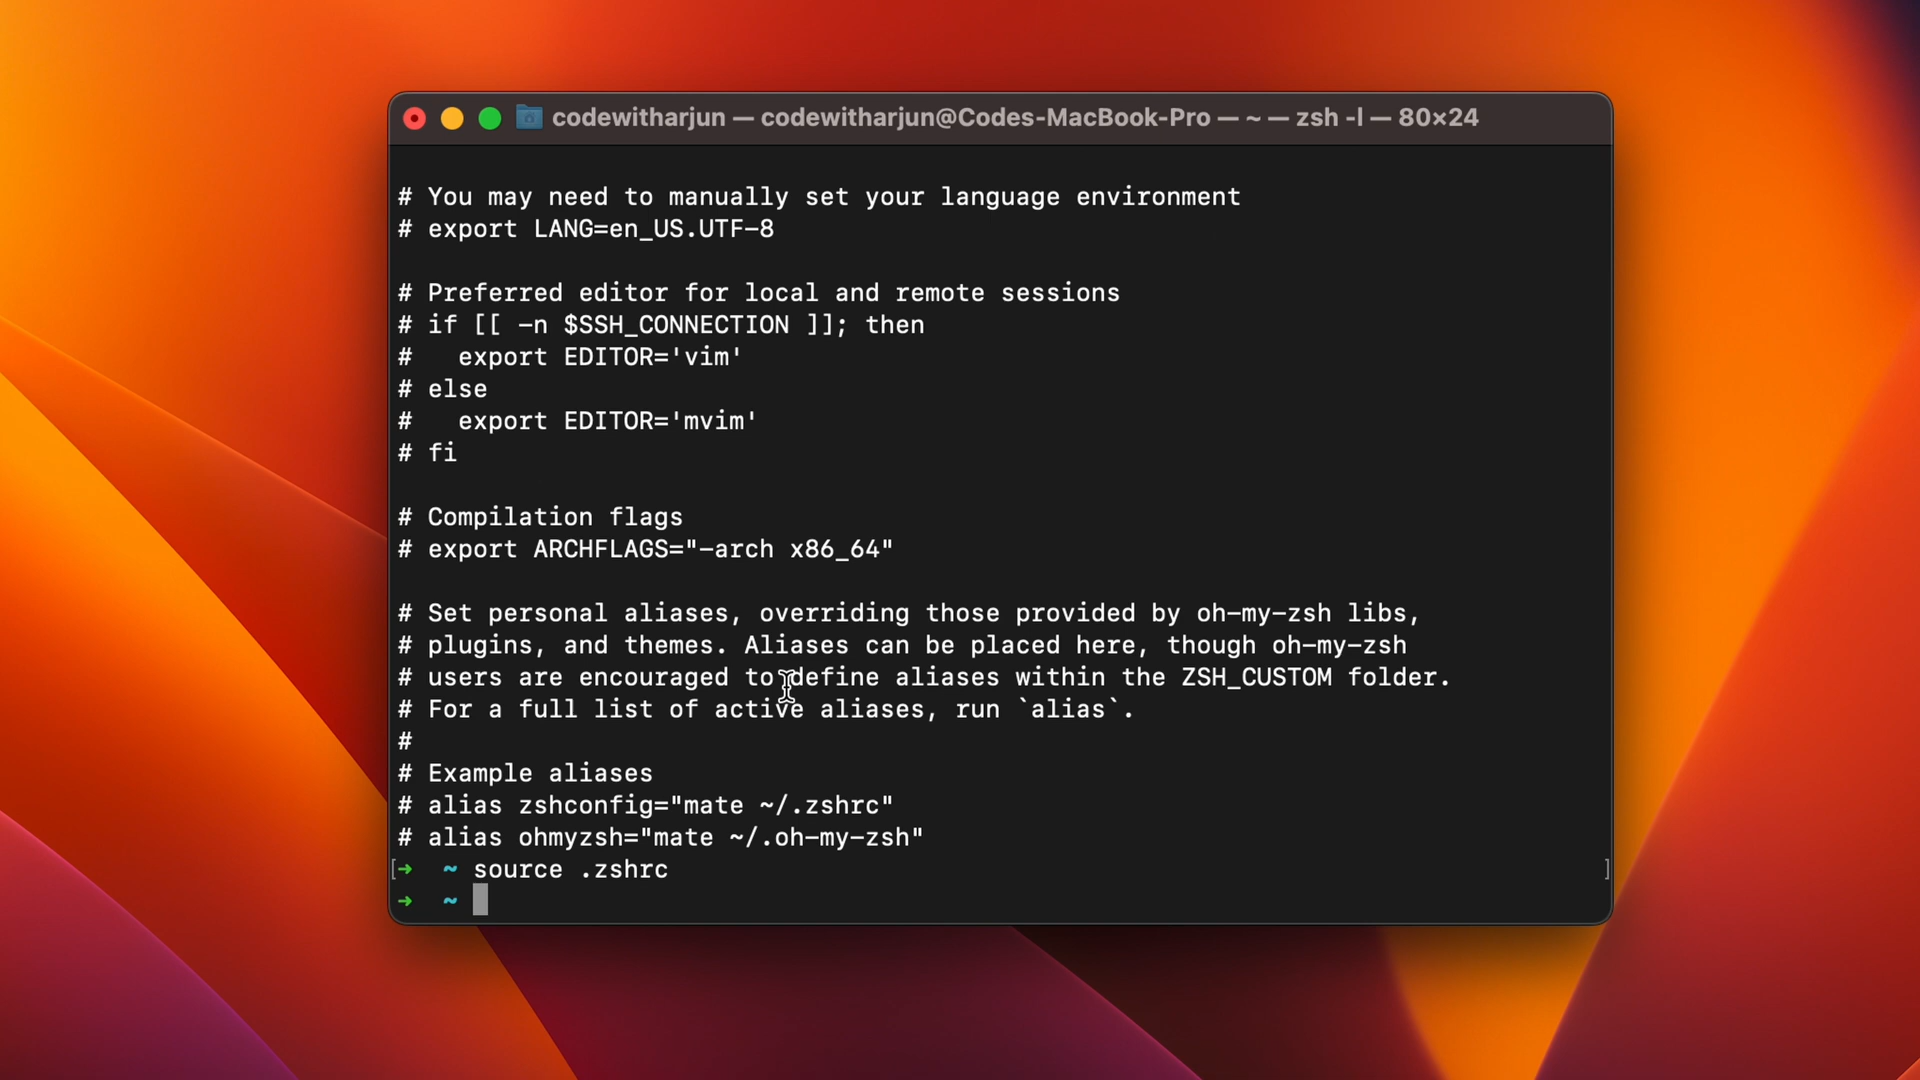 codewitharjun — codewitharjun@Codes-MacBook-Pro — ~ — zsh -l — 80×24
# You may need to manually set your language environment
# export LANG=en_US.UTF-8
# Preferred editor for local and remote sessions
# if [[ -n $SSH_CONNECTION ]]; then
#   export EDITOR='vim'
# else
#   export EDITOR='mvim'
# fi
# Compilation flags
# export ARCHFLAGS="-arch x86_64"
# Set personal aliases, overriding those provided by oh-my-zsh libs,
# plugins, and themes. Aliases can be placed here, though oh-my-zsh
# users are encouraged to define aliases within the ZSH_CUSTOM folder.
# For a full list of active aliases, run `alias`.
#
# Example aliases
# alias zshconfig="mate ~/.zshrc"
# alias ohmyzsh="mate ~/.oh-my-zsh"
[➜  ~ source .zshrc ]
➜  ~